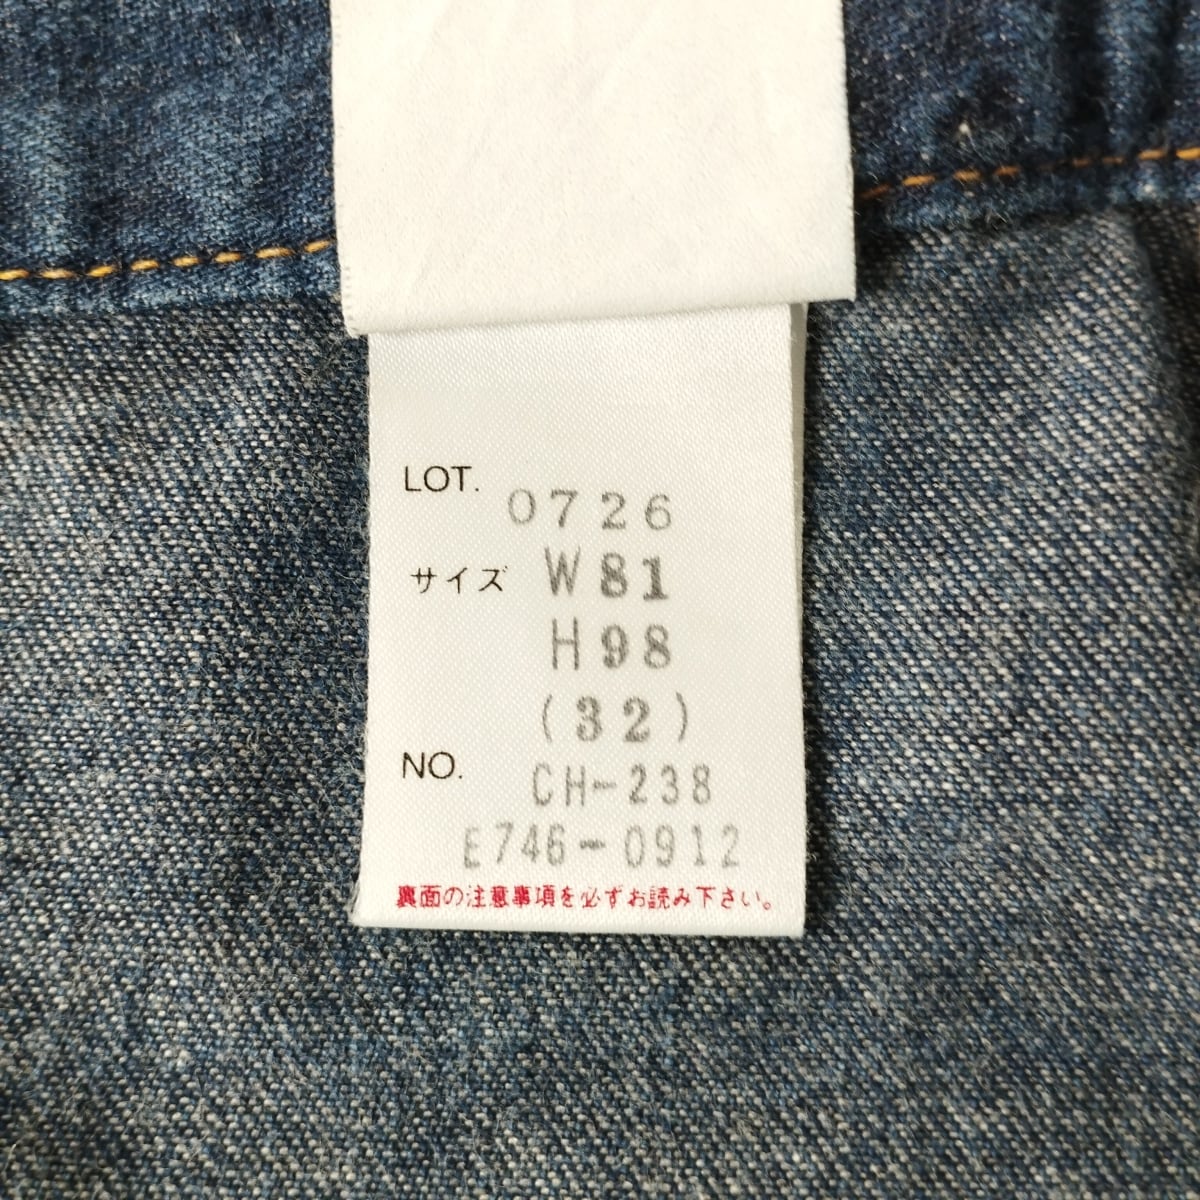 LOT. 0726
サイズ W81
H98
(32)
NO. CH-238
E746-0912
裏面の注意事項を必ずお読み下さい。